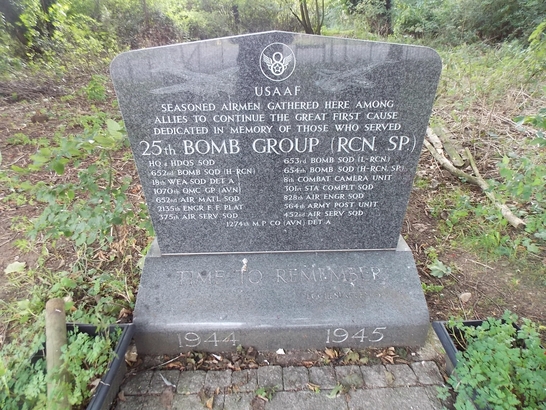 USAAF
SEASONED AIRMEN GATHERED HERE AMONG
ALLIES TO CONTINUE THE GREAT FIRST CAUSE
DEDICATED IN MEMORY OF THOSE WHO SERVED
25TH BOMB GROUP (RCN. SP.)
HQ & HDQS SQD
652ND BOMB SQD (H-RCN)
18TH WEA SQD DET A
1070TH QMC GP (AVN)
652ND AIR MATL SQD
2135TH ENGR F. F. PLAT
375TH AIR SERV SQD
653RD BOMB SQD (L-RCN)
654TH BOMB SQD (H-RCN, SP)
8TH COMBAT CAMERA UNIT
30TH STA COMPLT SQD
828TH AIR ENGR SQD
564TH ARMY POST UNIT
452ND AIR SERV SQD
1274TH M.P. CO (AVN) DET A
TIME TO REMEMBER
1944 1945